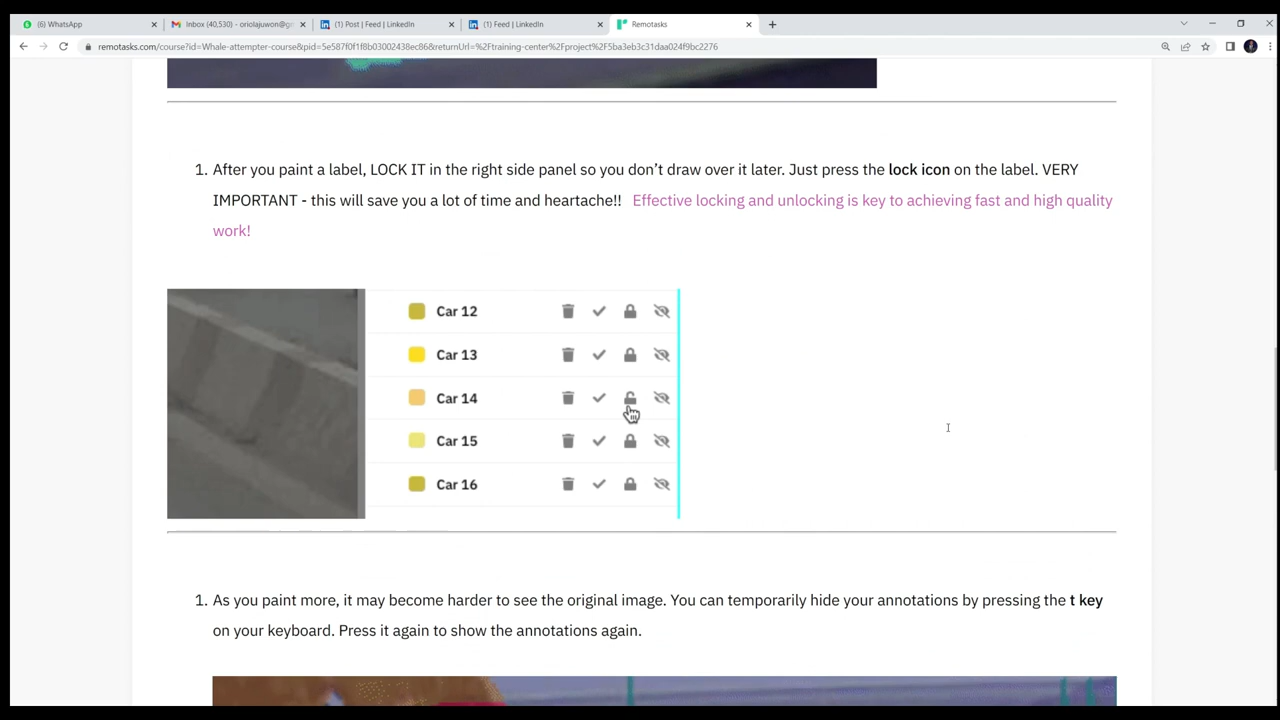 (6) WhatsApp
Inbox (40,530) - oriolajuwon@gm
(1) Post | Feed | LinkedIn
(1) Feed | LinkedIn
Remotasks
remotasks.com/course?id=Whale-attempter-course&pid=5e587f0f1f8b03002438ec86&returnUrl=%2Ftraining-center%2Fproject%2F5ba3eb3c31daa024f9bc2276
1. After you paint a label, LOCK IT in the right side panel so you don’t draw over it later. Just press the lock icon on the label. VERY
IMPORTANT - this will save you a lot of time and heartache!! Effective locking and unlocking is key to achieving fast and high quality
work!
Car 12
Car 13
Car 14
Car 15
Car 16
1. As you paint more, it may become harder to see the original image. You can temporarily hide your annotations by pressing the t key
on your keyboard. Press it again to show the annotations again.